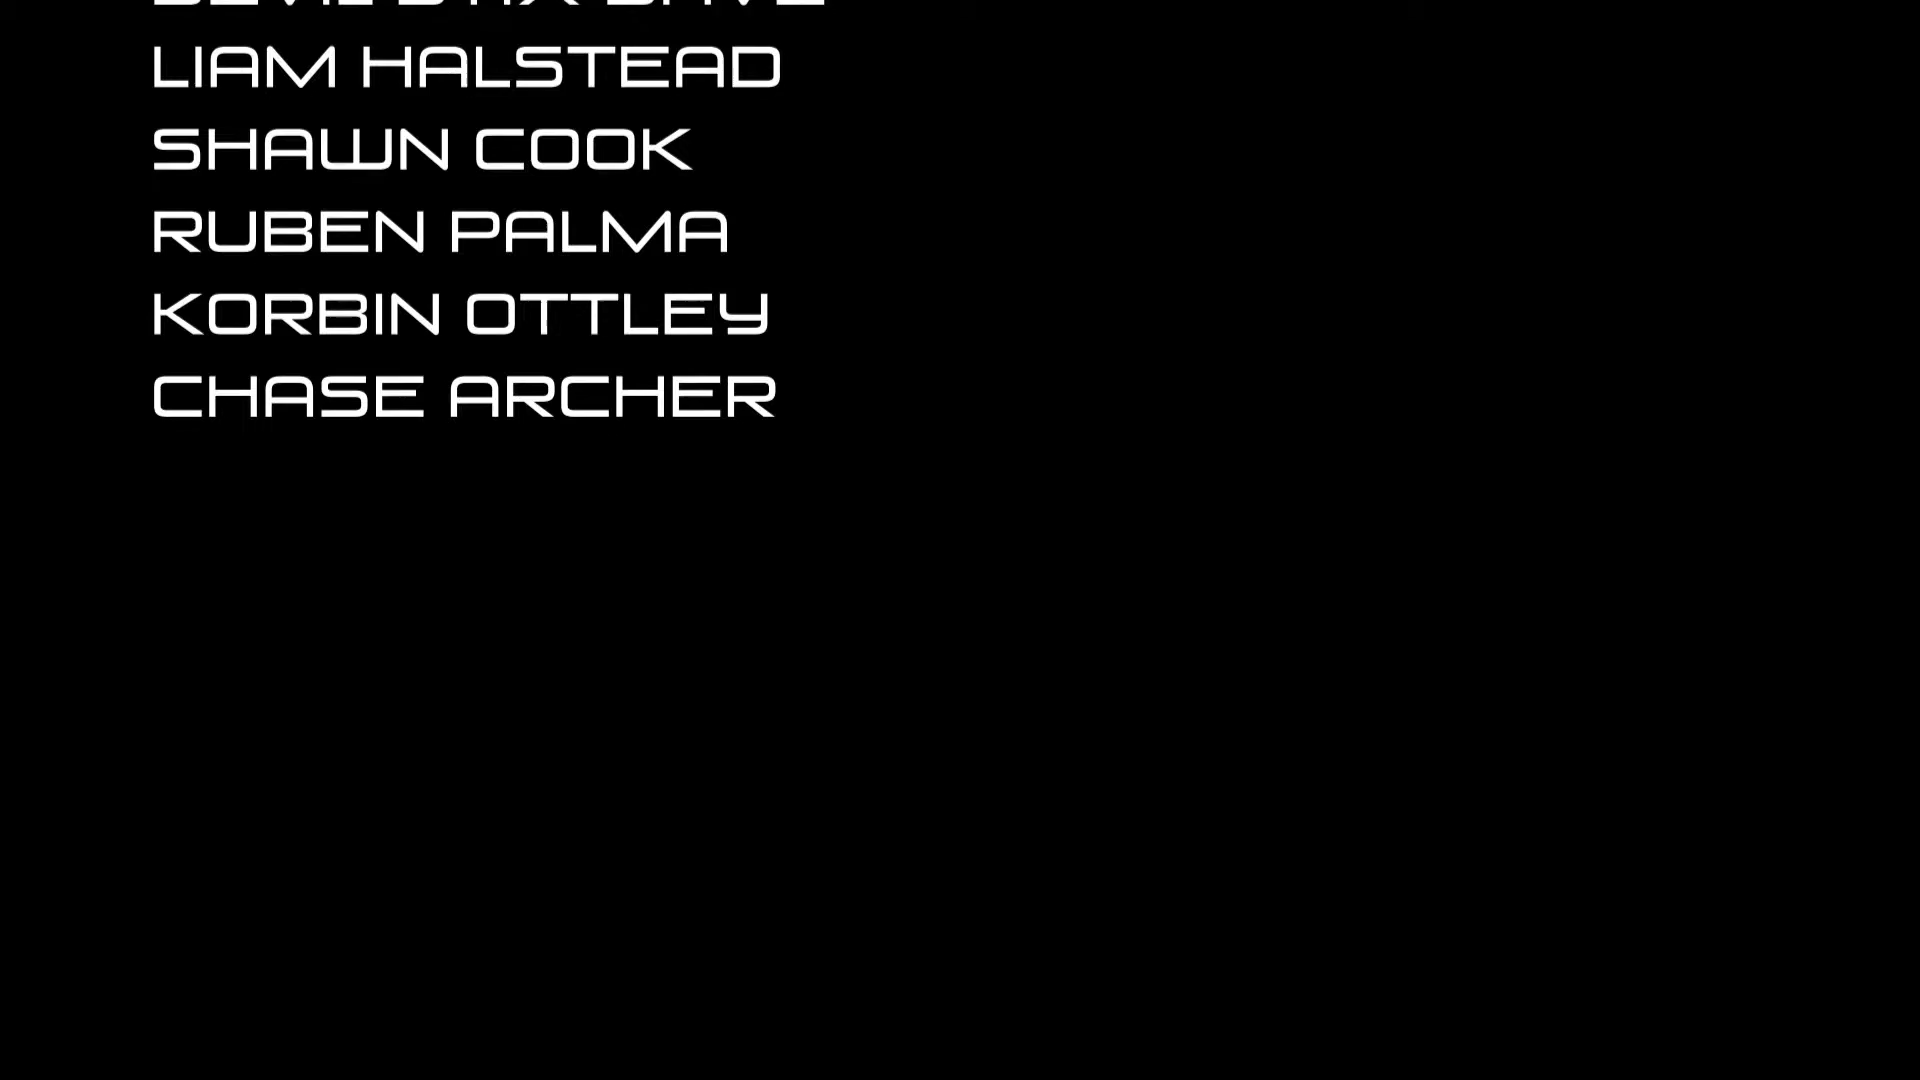 LIAM HALSTEAD
SHAWN COOK
RUBEN PALMA
KORBIN OTTLEY
CHASE ARCHER